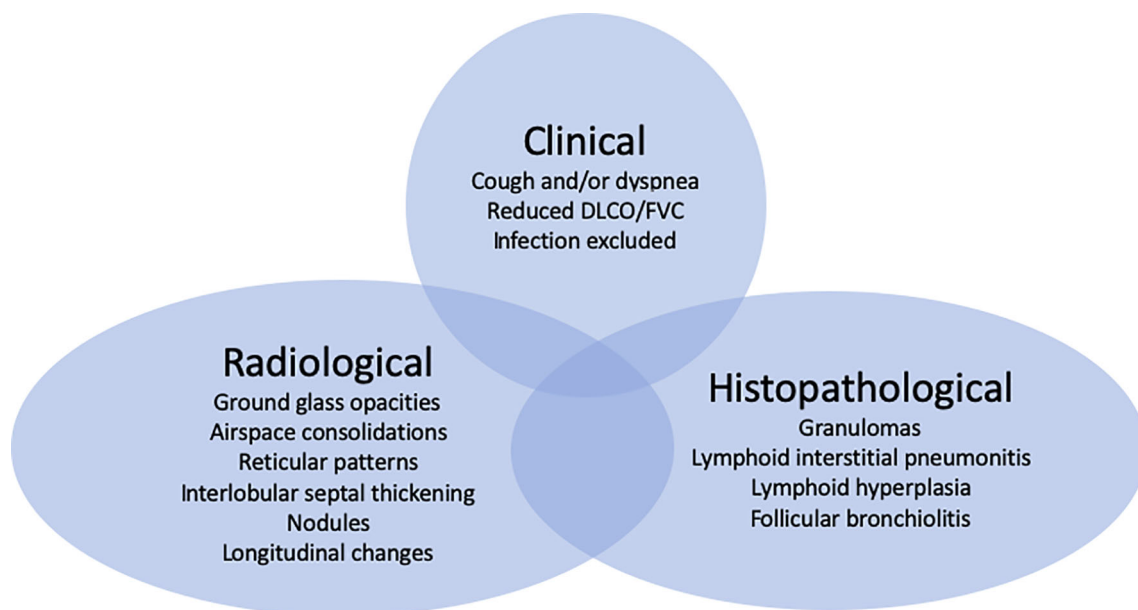 Clinical
Cough and/or dyspnea
Reduced DLCO/FVC
Infection excluded
Radiological
Ground glass opacities
Airspace consolidations
Reticular patterns
Interlobular septal thickening
Nodules
Longitudinal changes
Histopathological
Granulomas
Lymphoid interstitial pneumonitis
Lymphoid hyperplasia
Follicular bronchiolitis